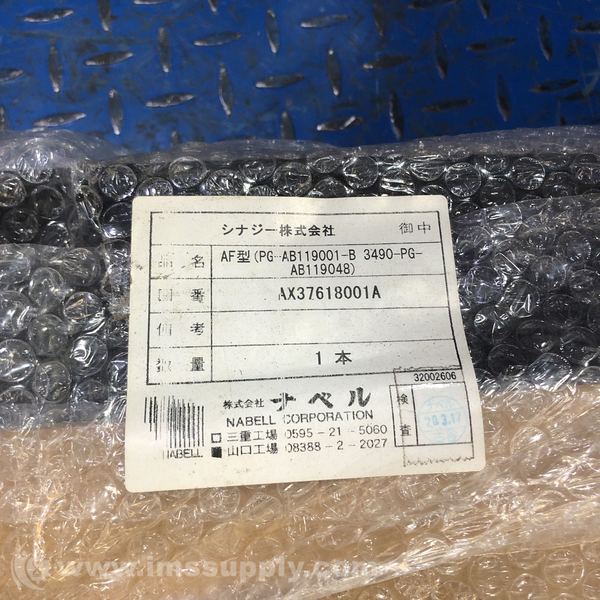 シナジー株式会社 御中
品名 AF型(PG-AB119001-B 3490-PG-
AB119048)
図番 AX37618001A
備考
数量 1本
32002606
株式会社 ナベル
NABELL CORPORATION
検査
20.3.17
□ 三重工場 0595-21-5060
■ 山口工場 08388-2-2027
NABELL
www.imssupply.com